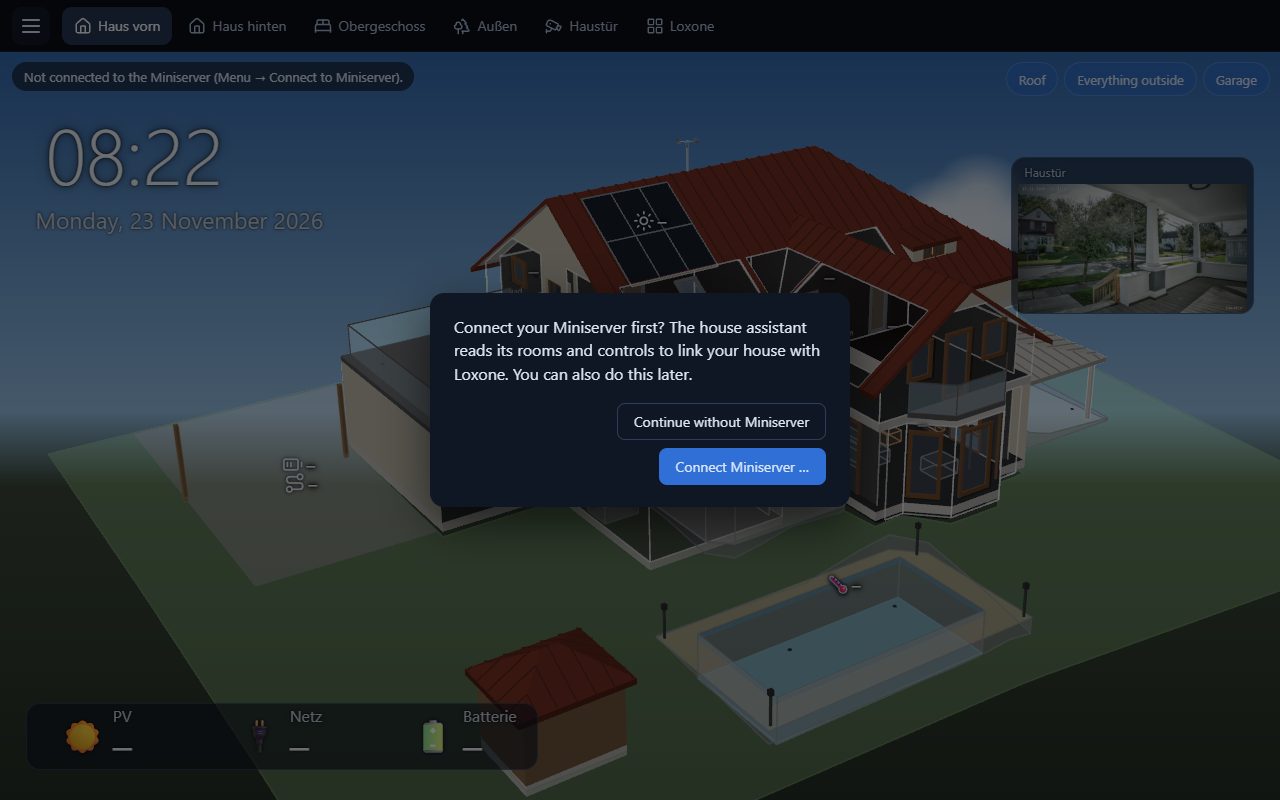 Haus vorn
Haus hinten
Obergeschoss
Außen
Haustür
Loxone
Not connected to the Miniserver (Menu → Connect to Miniserver).
Roof
Everything outside
Garage
08:22
Monday, 23 November 2026
Haustür
Connect your Miniserver first? The house assistant
reads its rooms and controls to link your house with
Loxone. You can also do this later.
Continue without Miniserver
Connect Miniserver ...
PV
—
Netz
—
Batterie
—